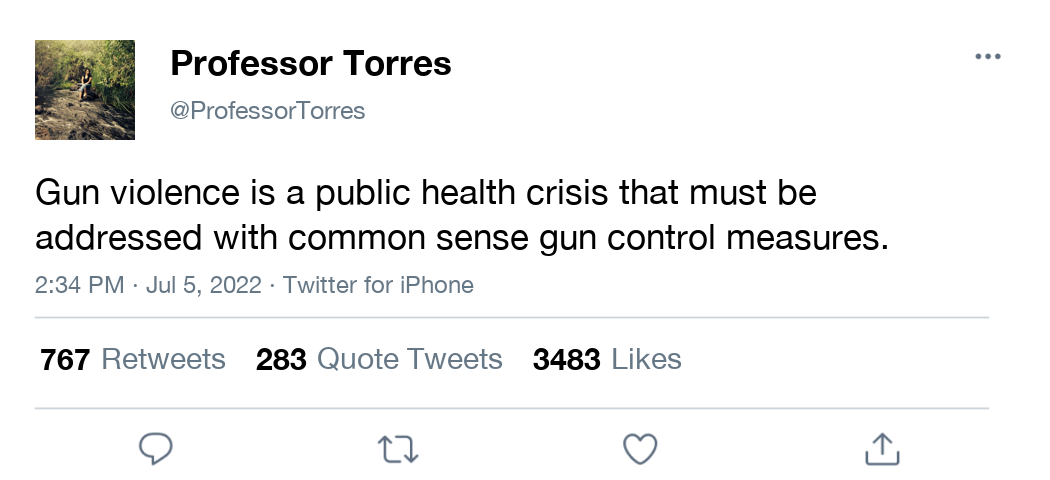 Professor Torres
@ProfessorTorres
Gun violence is a public health crisis that must be
addressed with common sense gun control measures.
2:34 PM · Jul 5, 2022 · Twitter for iPhone
767 Retweets 283 Quote Tweets 3483 Likes